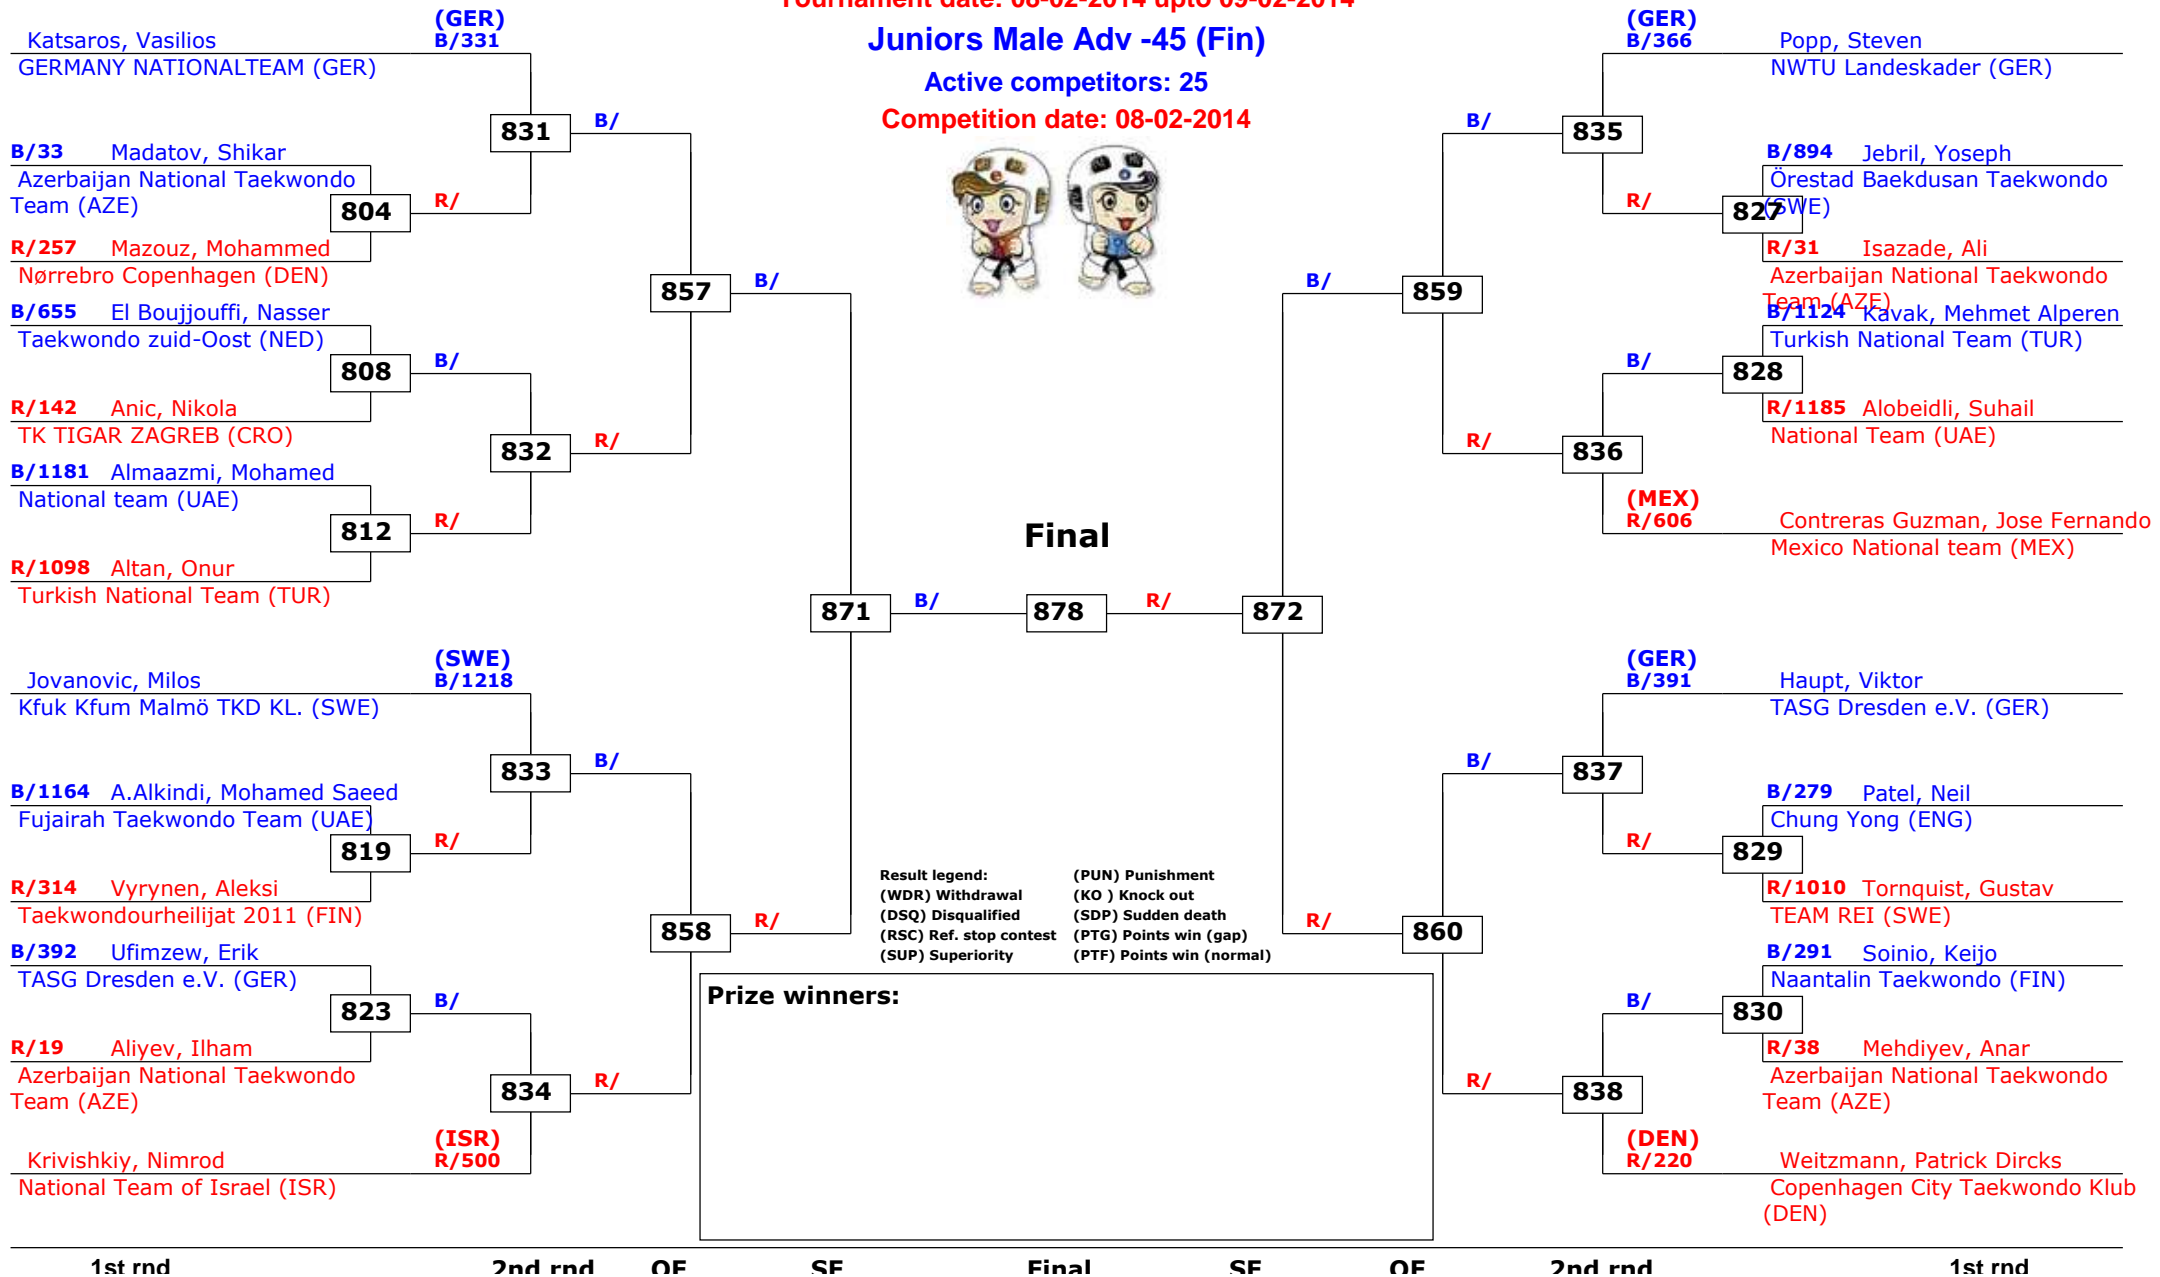 Tournament date: 08-02-2014 upto 09-02-2014
Juniors Male Adv -45 (Fin)
Active competitors: 25
Competition date: 08-02-2014
(GER)
Katsaros, Vasilios B/331
GERMANY NATIONALTEAM (GER)
831
B/
B/33 Madatov, Shikar
Azerbaijan National Taekwondo
Team (AZE)
804
R/
R/257 Mazouz, Mohammed
Nørrebro Copenhagen (DEN)
857
B/
B/655 El Boujjouffi, Nasser
Taekwondo zuid-Oost (NED)
808
B/
R/142 Anic, Nikola
TK TIGAR ZAGREB (CRO)
832
R/
B/1181 Almaazmi, Mohamed
National team (UAE)
812
R/
R/1098 Altan, Onur
Turkish National Team (TUR)
871
B/
(SWE)
Jovanovic, Milos B/1218
Kfuk Kfum Malmö TKD KL. (SWE)
833
B/
B/1164 A.Alkindi, Mohamed Saeed
Fujairah Taekwondo Team (UAE)
819
R/
R/314 Vyrynen, Aleksi
Taekwondourheilijat 2011 (FIN)
858
R/
B/392 Ufimzew, Erik
TASG Dresden e.V. (GER)
823
B/
R/19 Aliyev, Ilham
Azerbaijan National Taekwondo
Team (AZE)
834
R/
(ISR)
Krivishkiy, Nimrod R/500
National Team of Israel (ISR)
Final
878
R/
872
(GER)
B/366 Popp, Steven
NWTU Landeskader (GER)
B/
835
B/894 Jebril, Yoseph
Örestad Baekdusan Taekwondo
(SWE)
R/
827
R/31 Isazade, Ali
Azerbaijan National Taekwondo
Team (AZE)
B/
859
B/1124 Kavak, Mehmet Alperen
Turkish National Team (TUR)
B/
828
R/1185 Alobeidli, Suhail
National Team (UAE)
R/
836
(MEX)
R/606 Contreras Guzman, Jose Fernando
Mexico National team (MEX)
(GER)
B/391 Haupt, Viktor
TASG Dresden e.V. (GER)
B/
837
B/279 Patel, Neil
Chung Yong (ENG)
R/
829
R/1010 Tornquist, Gustav
TEAM REI (SWE)
R/
860
B/291 Soinio, Keijo
Naantalin Taekwondo (FIN)
B/
830
R/38 Mehdiyev, Anar
Azerbaijan National Taekwondo
Team (AZE)
R/
838
(DEN)
R/220 Weitzmann, Patrick Dircks
Copenhagen City Taekwondo Klub
(DEN)
Result legend: (PUN) Punishment
(WDR) Withdrawal (KO ) Knock out
(DSQ) Disqualified (SDP) Sudden death
(RSC) Ref. stop contest (PTG) Points win (gap)
(SUP) Superiority (PTF) Points win (normal)
Prize winners:
1st rnd 2nd rnd QF SF Final SF QF 2nd rnd 1st rnd